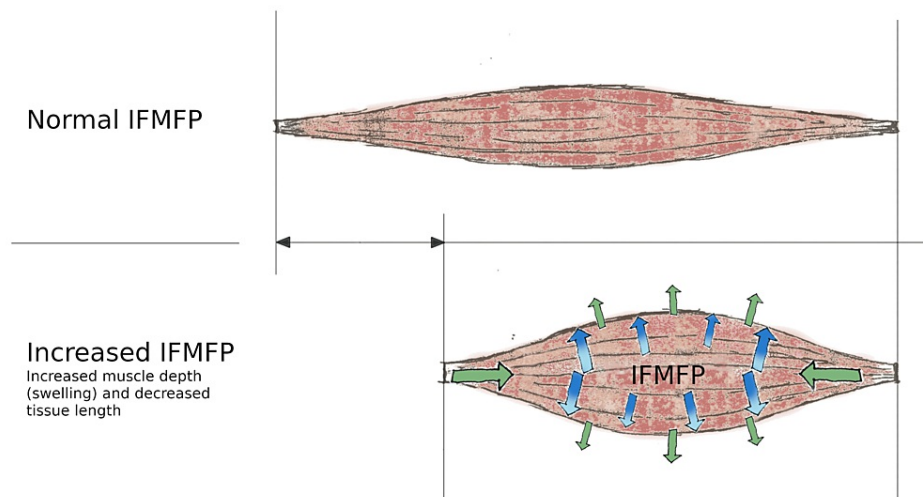 Normal IFMFP
Increased IFMFP
Increased muscle depth
(swelling) and decreased
tissue length
IFMFP